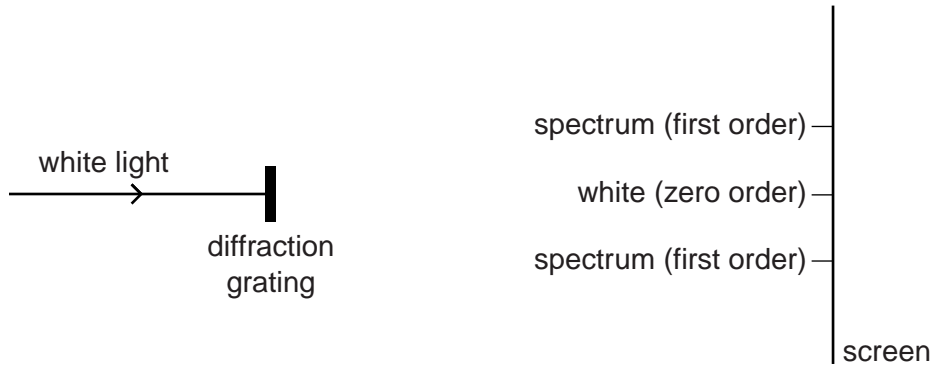 spectrum (first order)
white light
white (zero order)
diffraction
grating
spectrum (first order)
screen